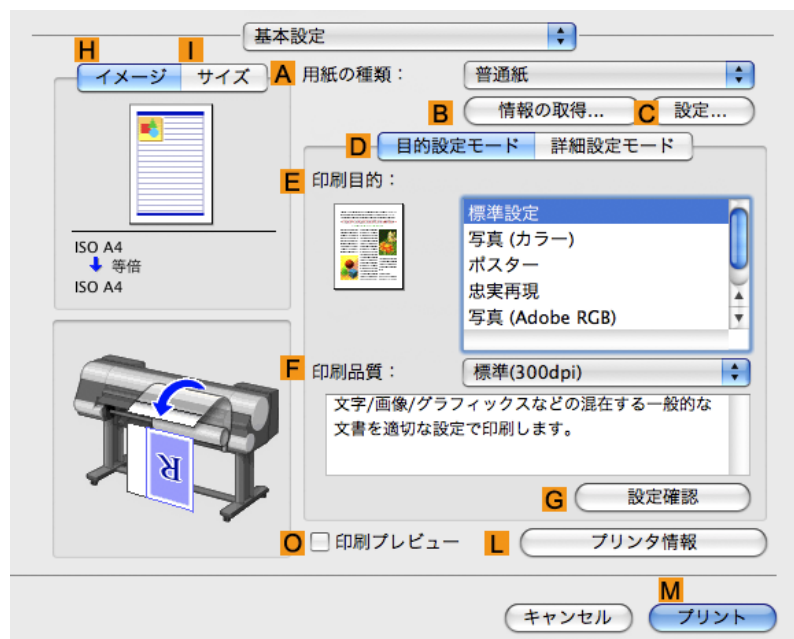 基本設定
H I
イメージ サイズ
A 用紙の種類： 普通紙
B 情報の取得... C 設定...
D 目的設定モード 詳細設定モード
E 印刷目的：
標準設定
写真 (カラー)
ポスター
忠実再現
写真 (Adobe RGB)
ISO A4
等倍
ISO A4
F 印刷品質： 標準(300dpi)
文字/画像/グラフィックスなどの混在する一般的な
文書を適切な設定で印刷します。
R
G 設定確認
O 印刷プレビュー L プリンタ情報
M
キャンセル プリント